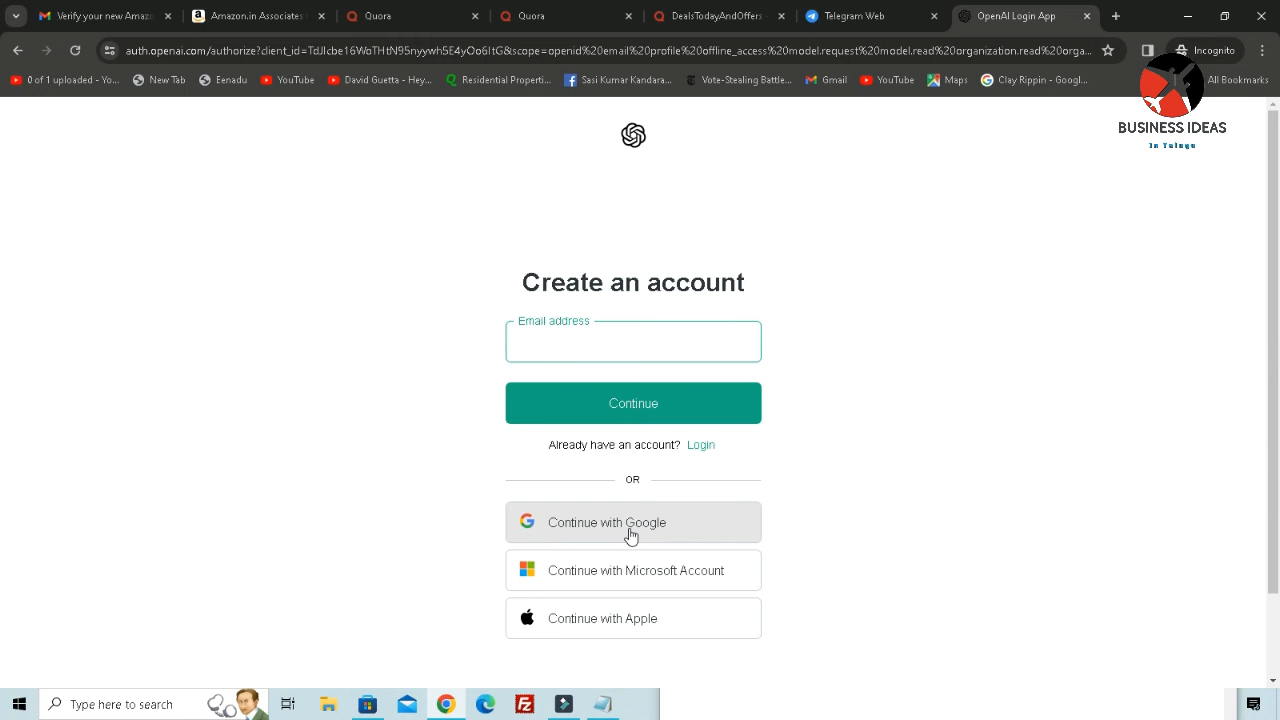 Verify your new Amazo
Amazon.in Associates
Quora
Quora
DealsTodayAndOffers -
Telegram Web
OpenAI Login App
auth.openai.com/authorize?client_id=TdJIcbe16WoTHtN95nyywh5E4yOo6ItG&scope=openid%20email%20profile%20offline_access%20model.request%20model.read%20organization.read%20orga...
Incognito
0 of 1 uploaded - Yo...
New Tab
Eenadu
YouTube
David Guetta - Hey...
Residential Properti...
Sasi Kumar Kandara...
Vote-Stealing Battle...
Gmail
YouTube
Maps
Clay Rippin - Googl...
All Bookmarks
BUSINESS IDEAS
In Telugu
Create an account
Email address
Continue
Already have an account? Login
OR
Continue with Google
Continue with Microsoft Account
Continue with Apple
Type here to search